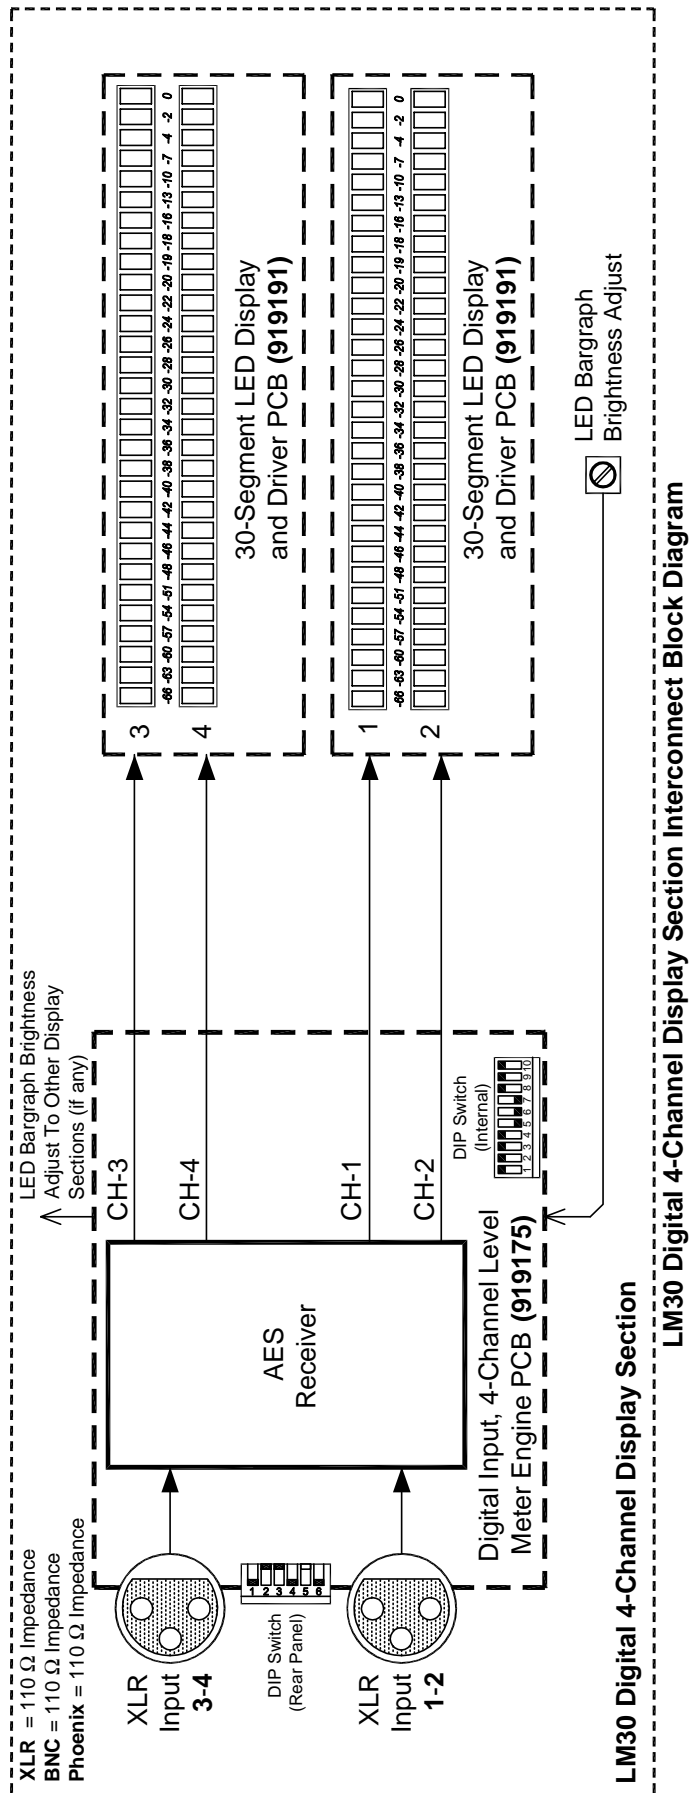 XLR = 110 Ω Impedance
BNC = 110 Ω Impedance
Phoenix = 110 Ω Impedance
LED Bargraph Brightness
Adjust To Other Display
Sections (if any)
XLR
Input
3-4
DIP Switch
(Rear Panel)
1 2 3 4 5 6
XLR
Input
1-2
AES
Receiver
CH-3
CH-4
CH-1
CH-2
DIP Switch
(Internal)
1 2 3 4 5 6 7 8 9 10
Digital Input, 4-Channel Level
Meter Engine PCB (919175)
3
-66 -63 -60 -57 -54 -51 -48 -46 -44 -42 -40 -38 -36 -34 -32 -30 -28 -26 -24 -22 -20 -19 -18 -16 -13 -10 -7 -4 -2 0
4
30-Segment LED Display
and Driver PCB (919191)
1
-66 -63 -60 -57 -54 -51 -48 -46 -44 -42 -40 -38 -36 -34 -32 -30 -28 -26 -24 -22 -20 -19 -18 -16 -13 -10 -7 -4 -2 0
2
30-Segment LED Display
and Driver PCB (919191)
LED Bargraph
Brightness Adjust
LM30 Digital 4-Channel Display Section
LM30 Digital 4-Channel Display Section Interconnect Block Diagram